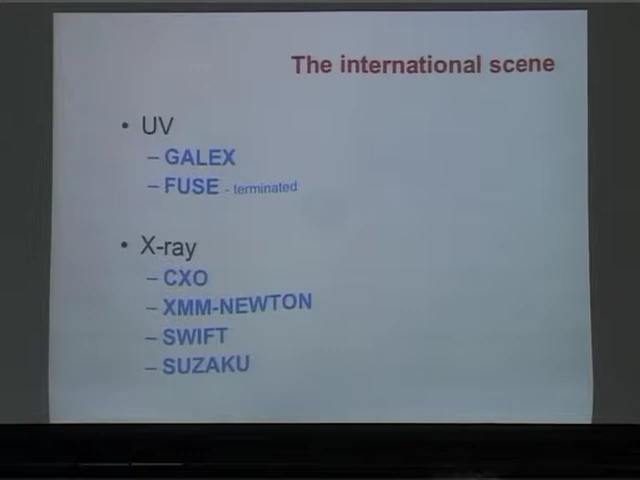 The international scene
• UV
– GALEX
– FUSE - terminated
• X-ray
– CXO
– XMM-NEWTON
– SWIFT
– SUZAKU